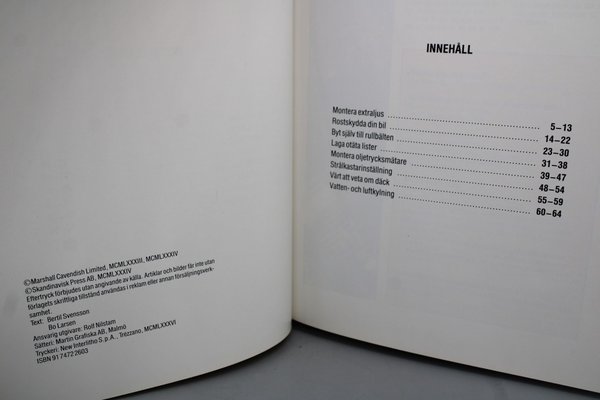 ©Marshall Cavendish Limited, MCMLXXXIII, MCMLXXXIV
©Skandinavisk Press AB, MCMLXXXIV
Eftertryck förbjudes utan angivande av källa. Artiklar och bilder får inte utan
förlagets skriftliga tillstånd användas i reklam eller annan försäljningsverk-
samhet.
Text: Bertil Svensson
Bo Larsen
Ansvarig utgivare: Rolf Nilstam
Sätteri: Martin Grafiska AB, Malmö
Tryckeri: New Interlitho S.p.A., Trezzano, MCMLXXXVI
ISBN 91 7472 2603
INNEHÅLL
Montera extraljus 5–13
Rostskydda din bil 14–22
Byt själv till rullbälten 23–30
Laga otäta lister 31–38
Montera oljetrycksmätare 39–47
Strålkastarinställning 48–54
Värt att veta om däck 55–59
Vatten- och luftkylning 60–64